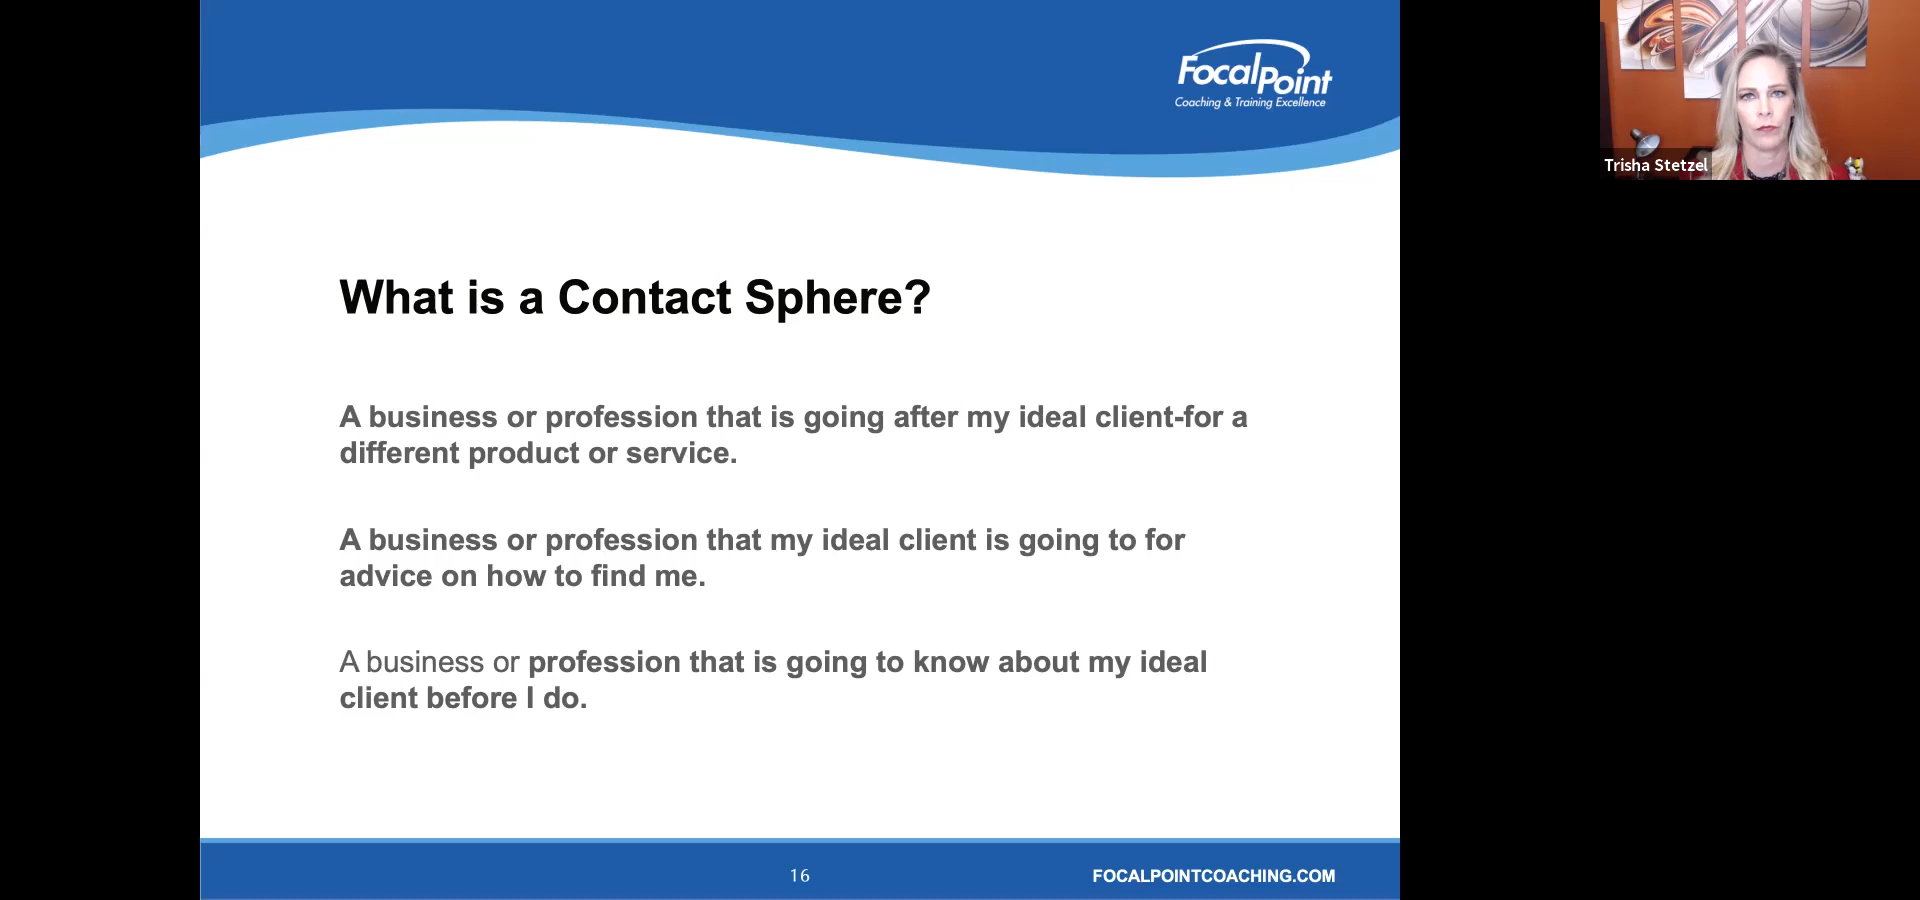 FocalPoint
Coaching & Training Excellence
Trisha Stetzel
What is a Contact Sphere?
A business or profession that is going after my ideal client-for a
different product or service.
A business or profession that my ideal client is going to for
advice on how to find me.
A business or profession that is going to know about my ideal
client before I do.
16
FOCALPOINTCOACHING.COM